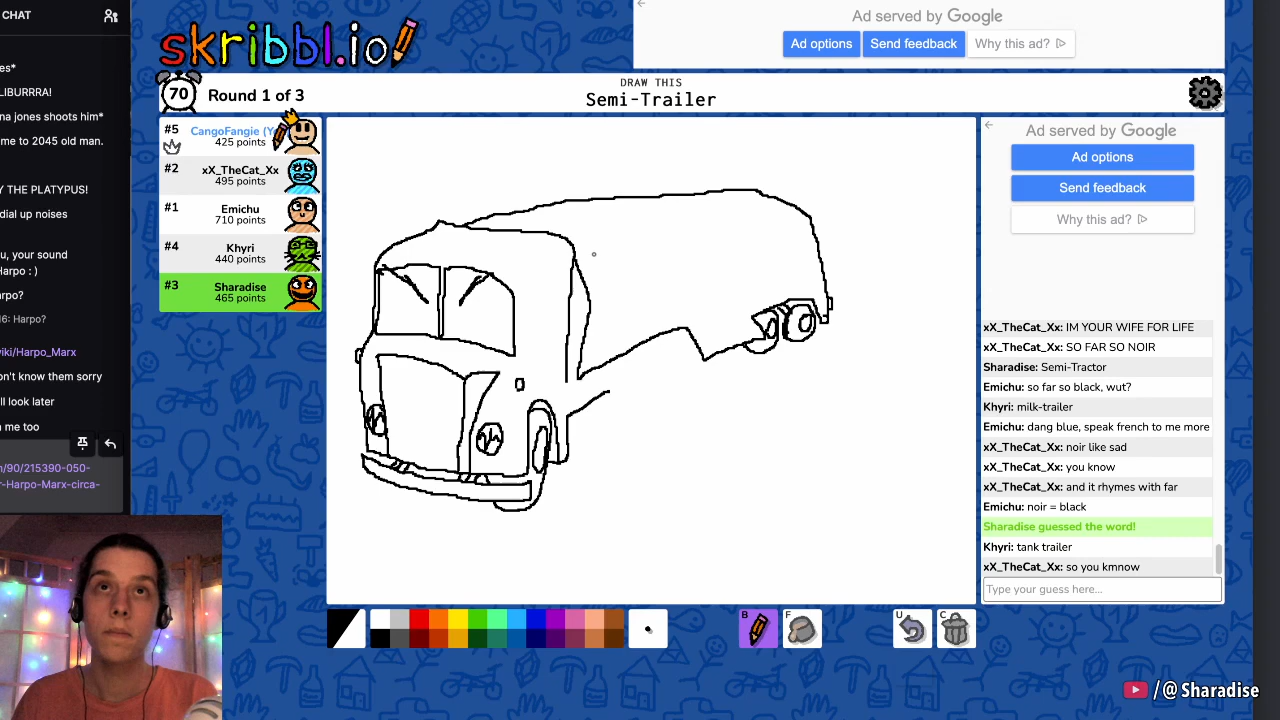 CHAT
es*
LIBURRRA!
na jones shoots him*
me to 2045 old man.
Y THE PLATYPUS!
dial up noises
u, your sound
Harpo : )
arpo?
16: Harpo?
wiki/Harpo_Marx
on't know them sorry
ll look later
n me too
m/90/215390-050-
r-Harpo-Marx-circa-
skribbl.io
70
Round 1 of 3
DRAW THIS
Semi-Trailer
Ad served by Google
Ad options
Send feedback
Why this ad?
#5
CangoFangie (Yo
425 points
#2
xX_TheCat_Xx
495 points
#1
Emichu
710 points
#4
Khyri
440 points
#3
Sharadise
465 points
Ad served by Google
Ad options
Send feedback
Why this ad?
xX_TheCat_Xx: IM YOUR WIFE FOR LIFE
xX_TheCat_Xx: SO FAR SO NOIR
Sharadise: Semi-Tractor
Emichu: so far so black, wut?
Khyri: milk-trailer
Emichu: dang blue, speak french to me more
xX_TheCat_Xx: noir like sad
xX_TheCat_Xx: you know
xX_TheCat_Xx: and it rhymes with far
Emichu: noir = black
Sharadise guessed the word!
Khyri: tank trailer
xX_TheCat_Xx: so you kmnow
Type your guess here...
B
F
U
C
/@Sharadise